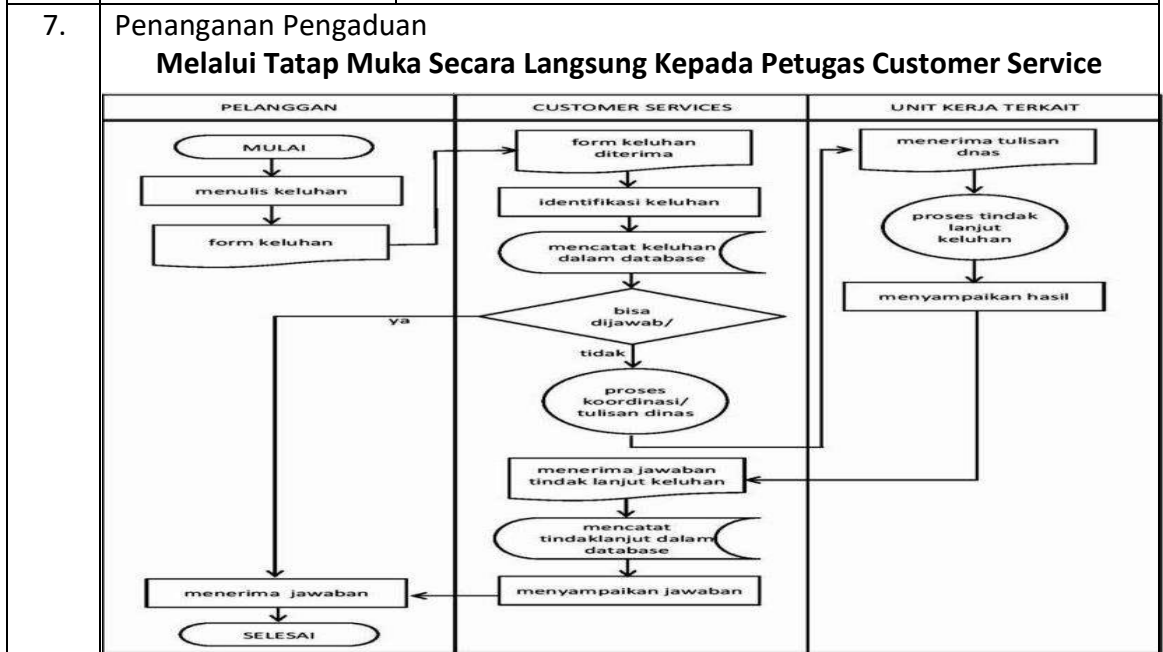 7.
Penanganan Pengaduan
Melalui Tatap Muka Secara Langsung Kepada Petugas Customer Service
PELANGGAN
CUSTOMER SERVICES
UNIT KERJA TERKAIT
MULAI
menulis keluhan
form keluhan
form keluhan
diterima
identifikasi keluhan
mencatat keluhan
dalam database
bisa
dijawab/
ya
tidak
proses
koordinasi/
tulisan dinas
menerima tulisan
dnas
proses tindak
lanjut
keluhan
menyampaikan hasil
menerima jawaban
tindak lanjut keluhan
mencatat
tindaklanjut dalam
database
menyampaikan jawaban
menerima jawaban
SELESAI